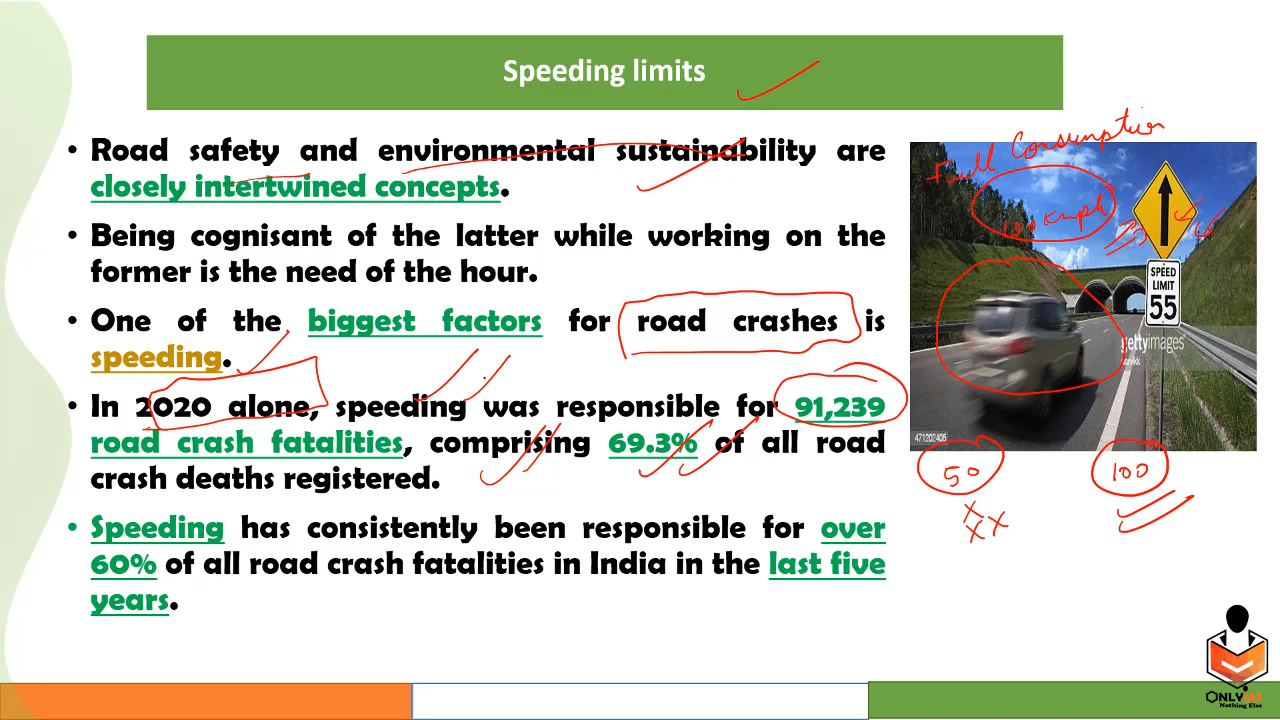 Speeding limits
• Road safety and environmental sustainability are
closely intertwined concepts.
• Being cognisant of the latter while working on the
former is the need of the hour.
• One of the biggest factors for road crashes is
speeding.
• In 2020 alone, speeding was responsible for 91,239
road crash fatalities, comprising 69.3% of all road
crash deaths registered.
• Speeding has consistently been responsible for over
60% of all road crash fatalities in India in the last five
years.
Fuell Consumption
100 kmph
SPEED
LIMIT
55
gettyimages
471202405
50
100
X
X X
ONLYIAS
Nothing Else